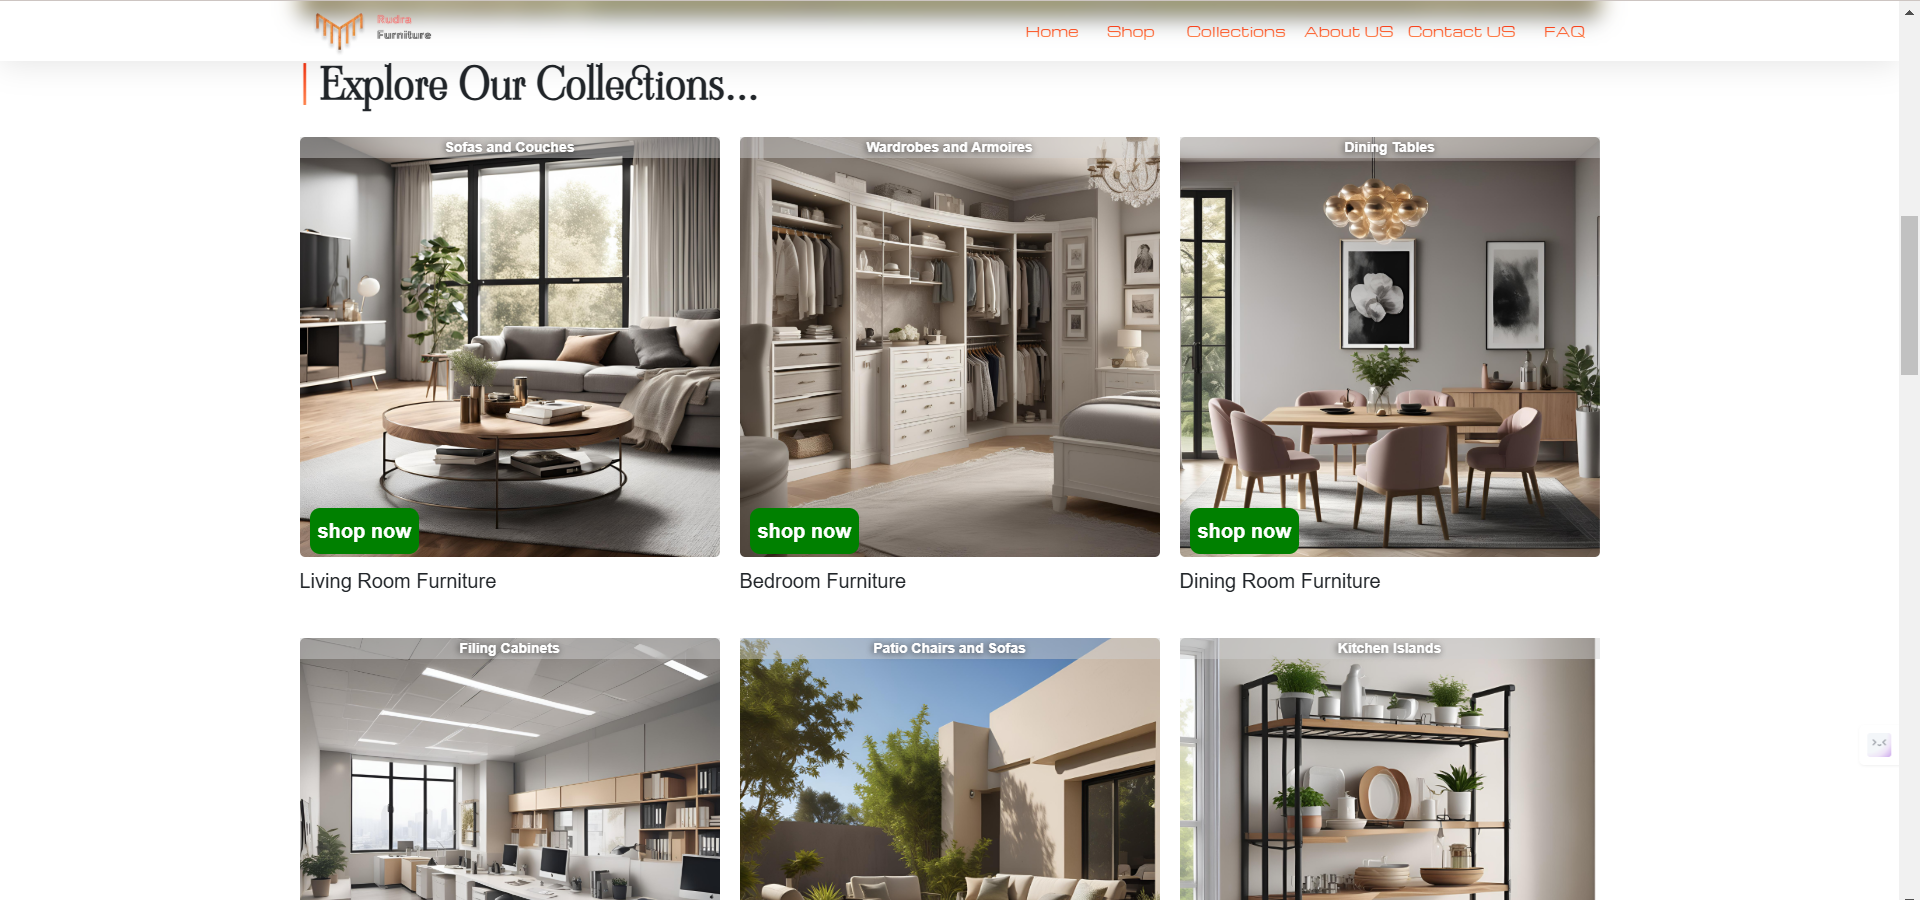 Rudra
Furniture
Home Shop Collections About US Contact US FAQ
Explore Our Collections...
Sofas and Couches
Wardrobes and Armoires
Dining Tables
shop now
shop now
shop now
Living Room Furniture
Bedroom Furniture
Dining Room Furniture
Filing Cabinets
Patio Chairs and Sofas
Kitchen Islands